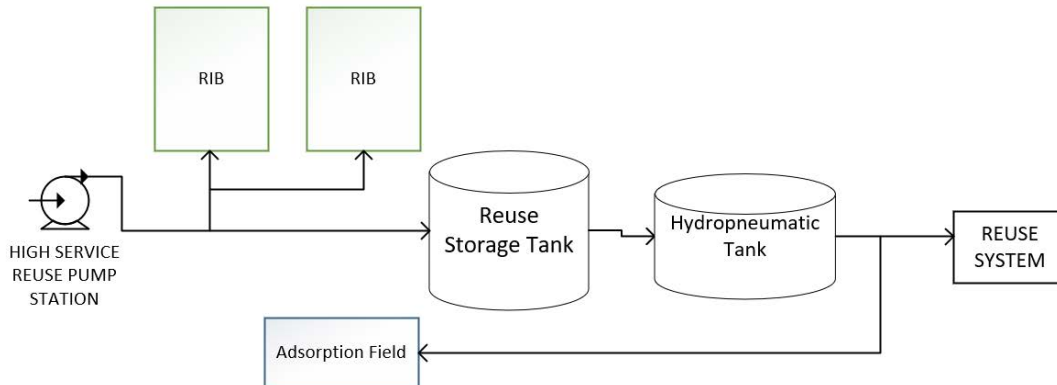 RIB
RIB
HIGH SERVICE
REUSE PUMP
STATION
Reuse
Storage Tank
Hydropneumatic
Tank
REUSE
SYSTEM
Adsorption Field